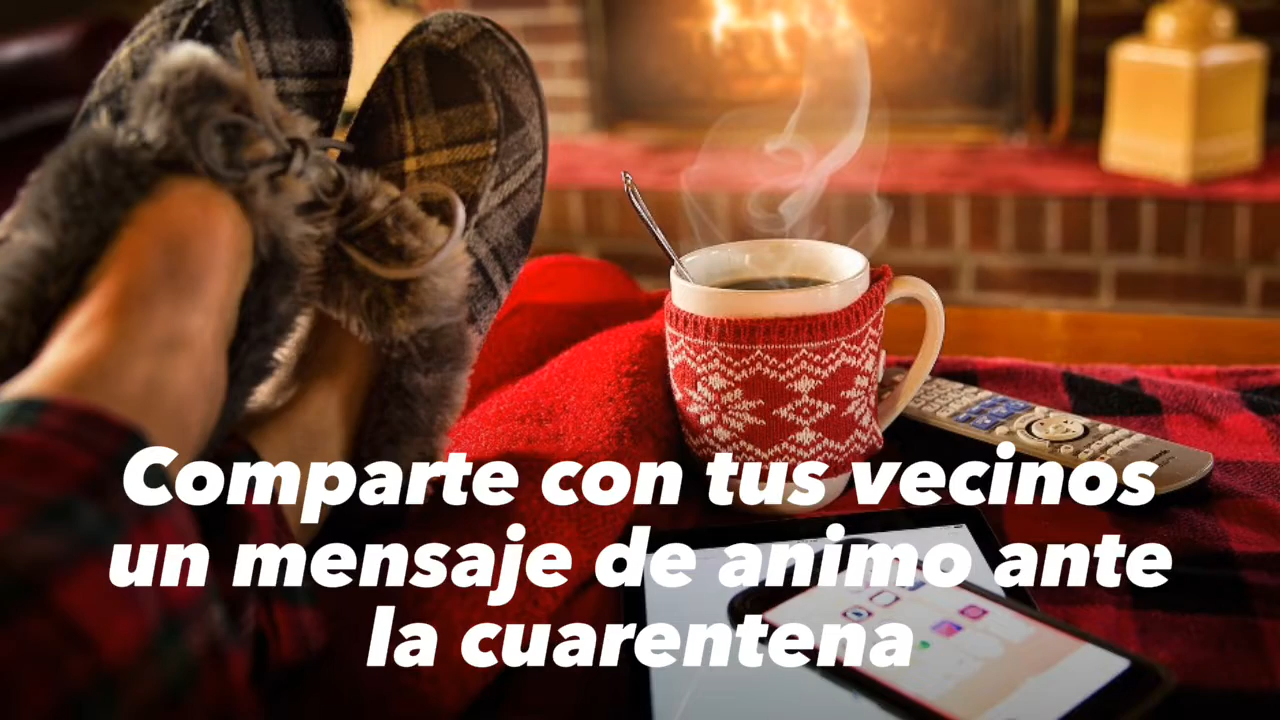 Comparte con tus vecinos
un mensaje de animo ante
la cuarentena